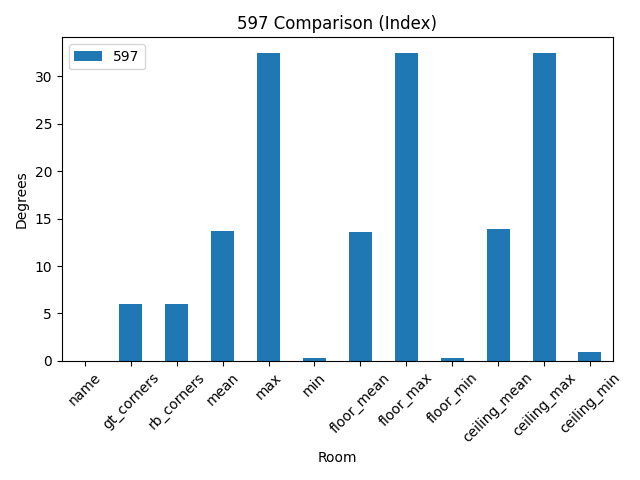 597 Comparison (Index)
597
Degrees
30
25
20
15
10
5
0
name
gt_corners
rb_corners
mean
max
min
floor_mean
floor_max
floor_min
ceiling_mean
ceiling_max
ceiling_min
Room